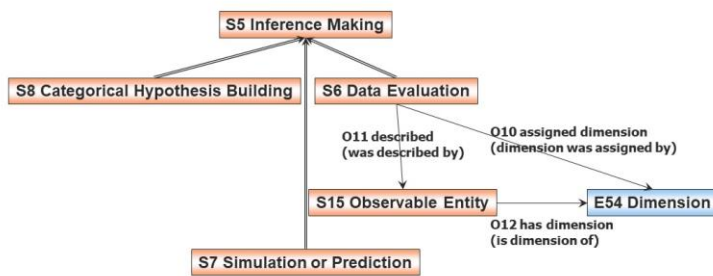 S5 Inference Making
S8 Categorical Hypothesis Building
S6 Data Evaluation
O11 described
(was described by)
O10 assigned dimension
(dimension was assigned by)
S15 Observable Entity
E54 Dimension
O12 has dimension
(is dimension of)
S7 Simulation or Prediction